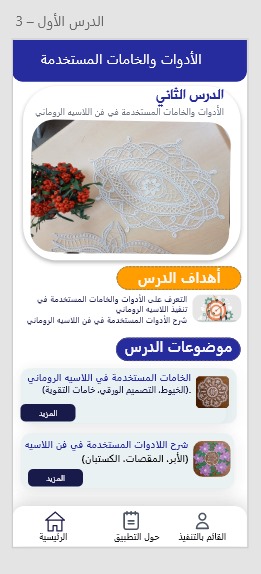 الدرس الأول – 3
الأدوات والخامات المستخدمة
الدرس الثاني
الأدوات والخامات المستخدمة في فن اللاسيه الروماني
أهداف الدرس
التعرف على الأدوات والخامات المستخدمة في
تنفيذ اللاسيه الروماني
شرح الأدوات المستخدمة في فن اللاسيه الروماني
موضوعات الدرس
الخامات المستخدمة في اللاسيه الروماني
.(الخيوط، التصميم الورقي، خامات التقوية)
المزيد
شرح اللادوات المستخدمة في فن اللاسيه
(الأبر، المقصات، الكستبان)
المزيد
القائم بالتنفيذ
حول التطبيق
الرئيسية